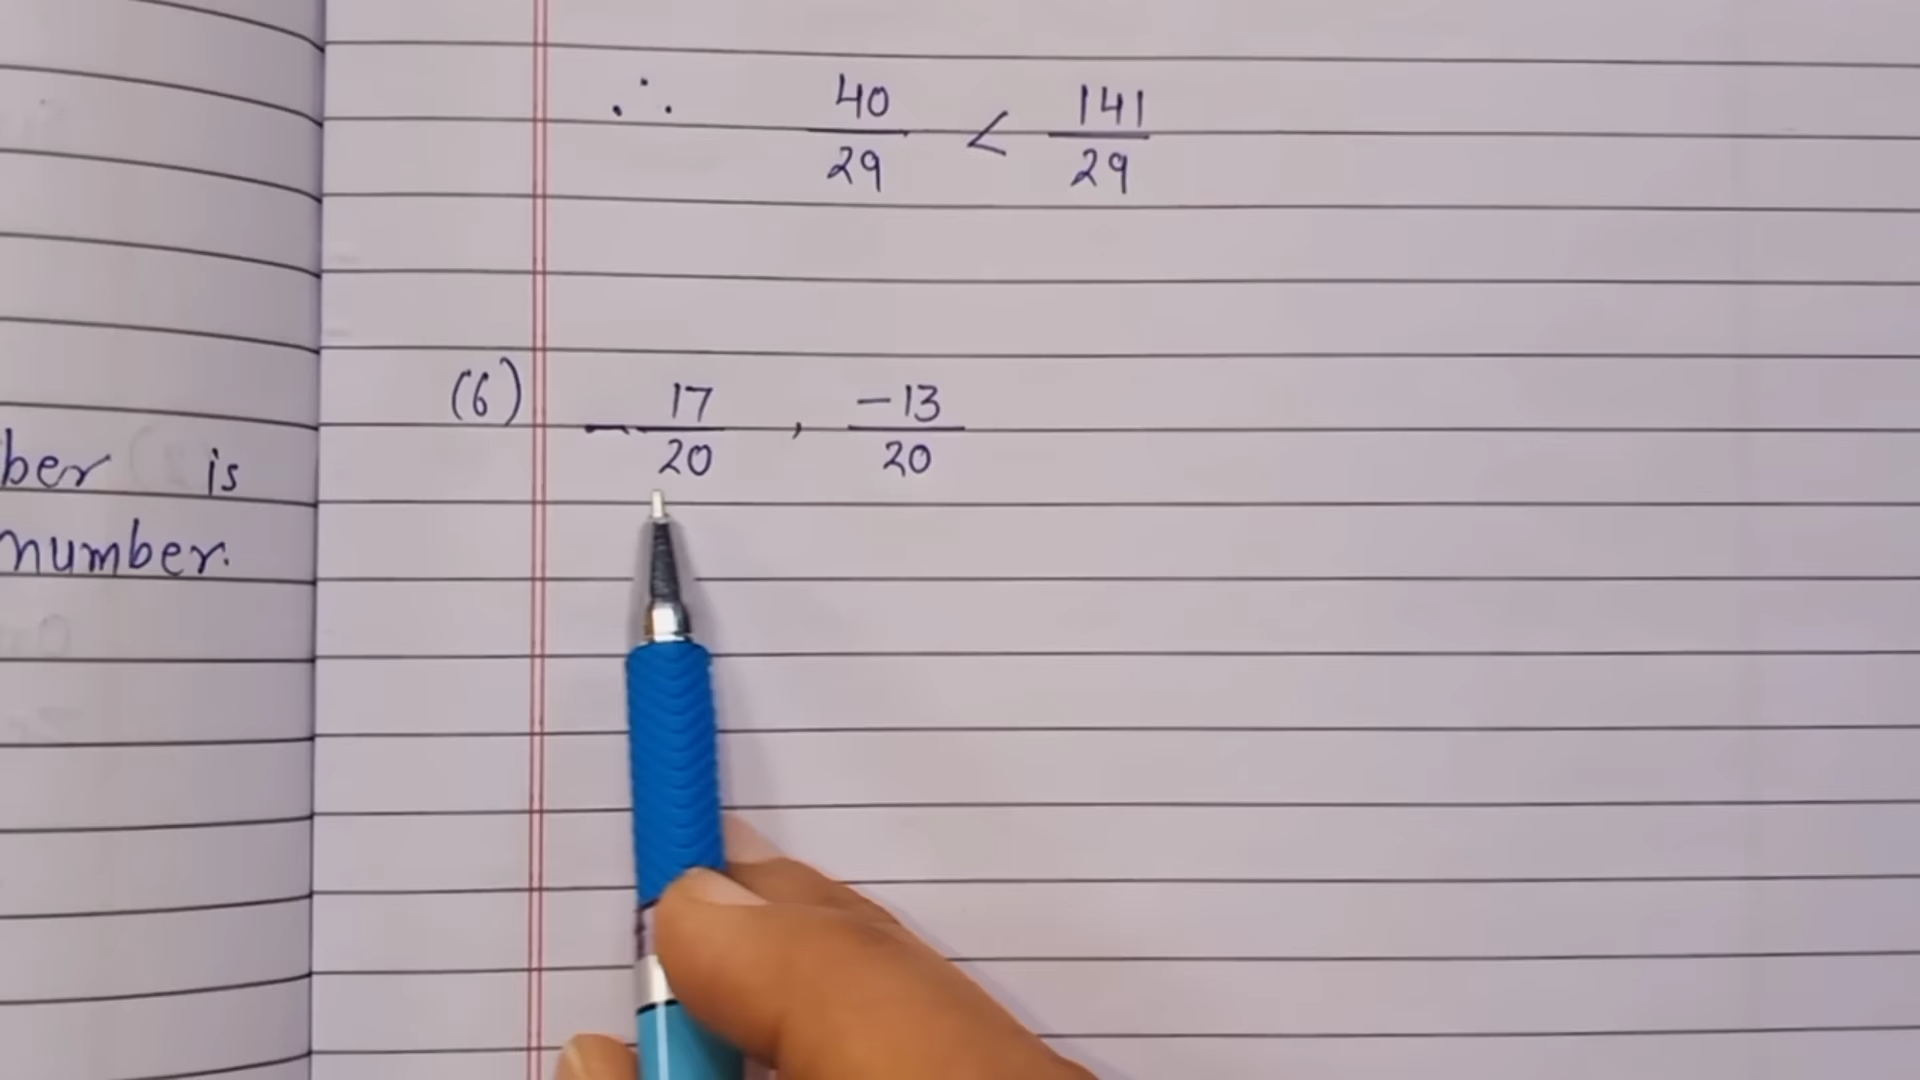 ∴ 40/29 < 141/29
(6) -17/20 , -13/20
ber is
number.